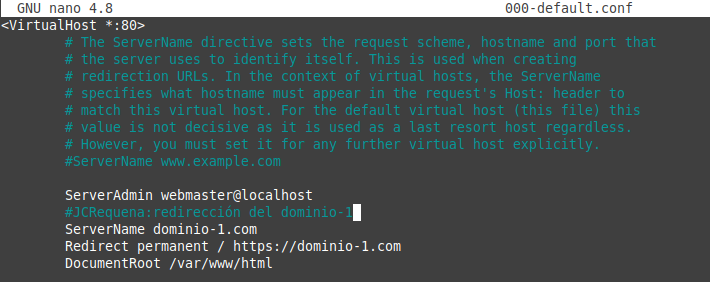 GNU nano 4.8 000-default.conf
<VirtualHost *:80>
# The ServerName directive sets the request scheme, hostname and port that
# the server uses to identify itself. This is used when creating
# redirection URLs. In the context of virtual hosts, the ServerName
# specifies what hostname must appear in the request's Host: header to
# match this virtual host. For the default virtual host (this file) this
# value is not decisive as it is used as a last resort host regardless.
# However, you must set it for any further virtual host explicitly.
#ServerName www.example.com
ServerAdmin webmaster@localhost
#JCRequena:redirección del dominio-1
ServerName dominio-1.com
Redirect permanent / https://dominio-1.com
DocumentRoot /var/www/html